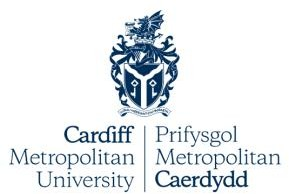 Cardiff
Metropolitan
University
Prifysgol
Metropolitan
Caerdydd